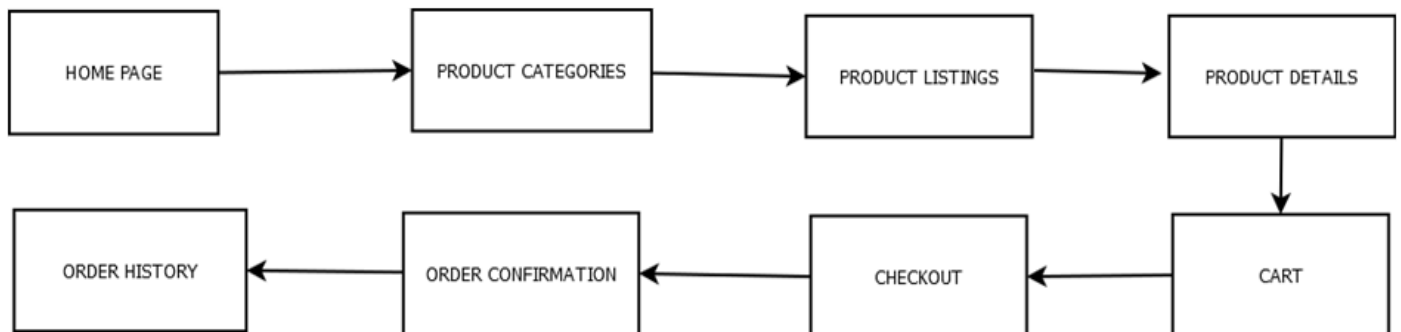 HOME PAGE
PRODUCT CATEGORIES
PRODUCT LISTINGS
PRODUCT DETAILS
ORDER HISTORY
ORDER CONFIRMATION
CHECKOUT
CART